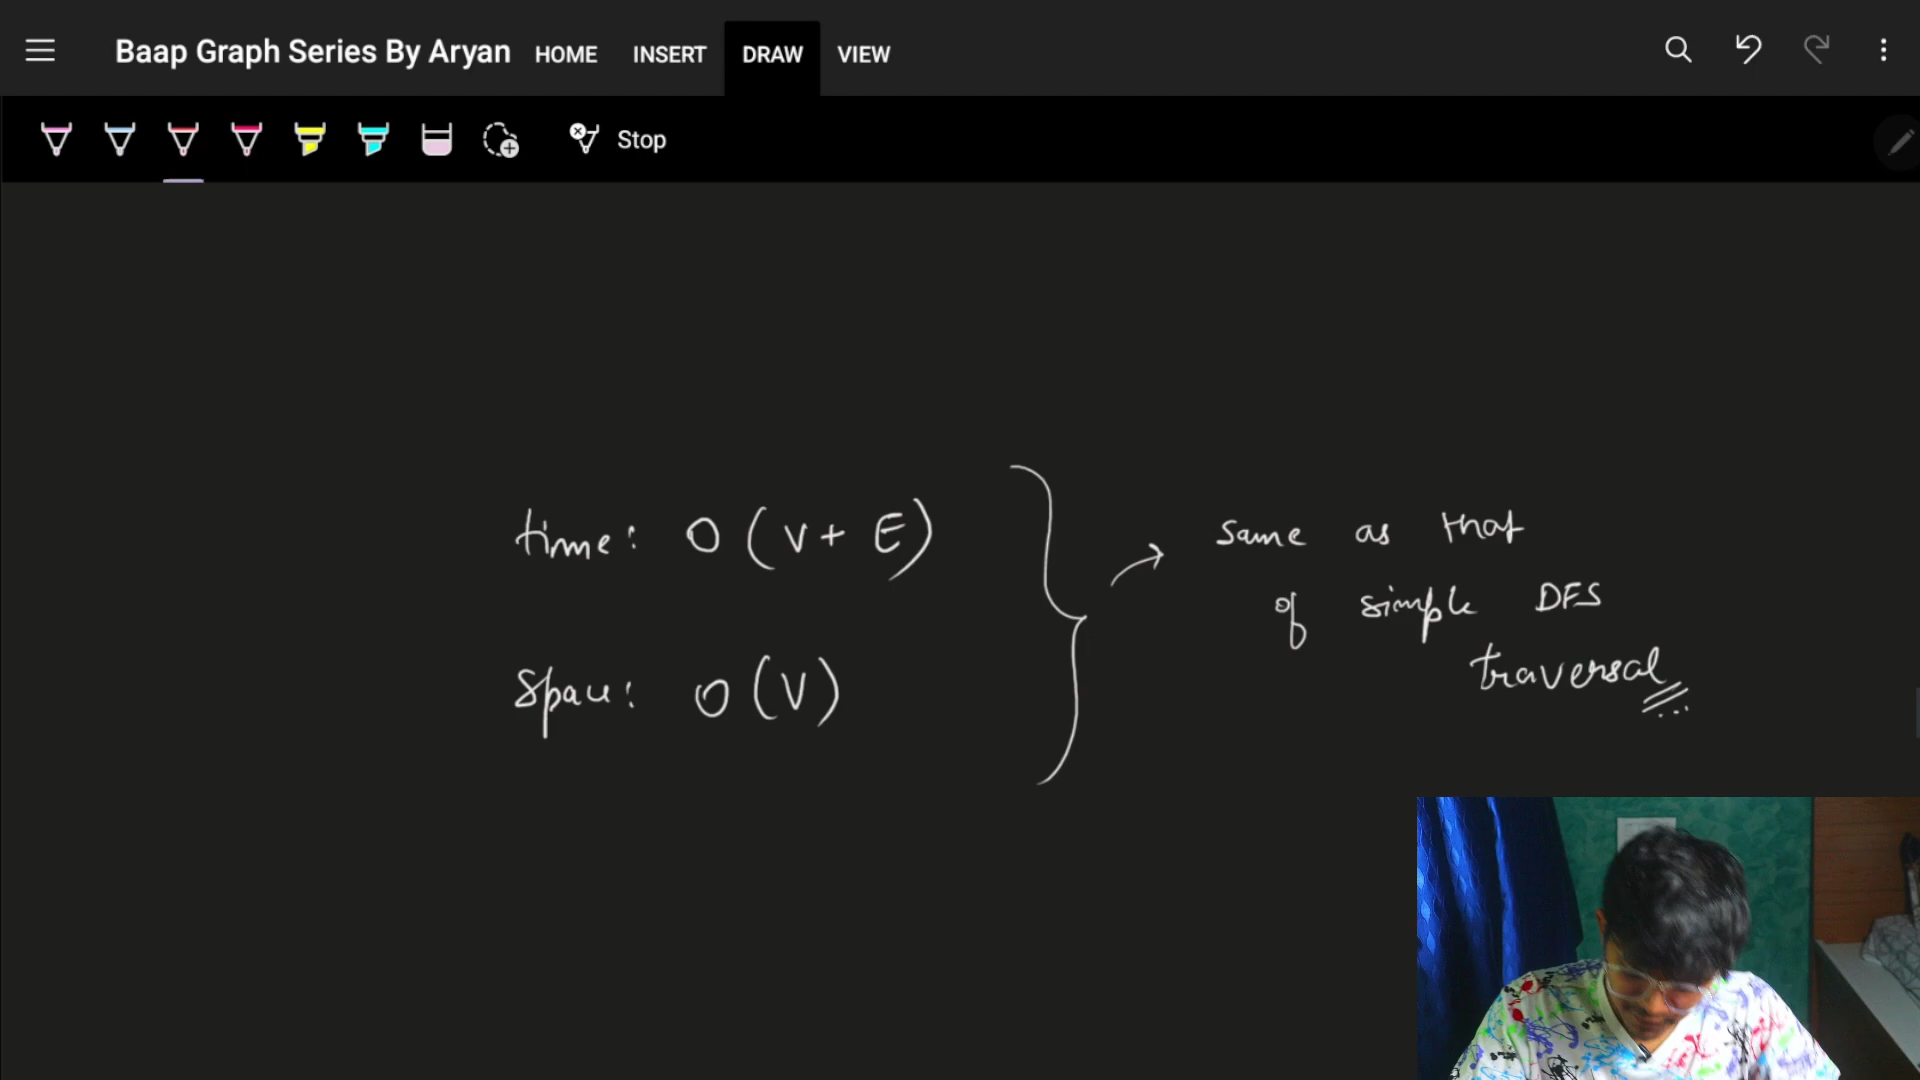 Baap Graph Series By Aryan HOME INSERT DRAW VIEW
Stop
time: O (V + E)
Space: O (V)
same as that
of simple DFS
traversal